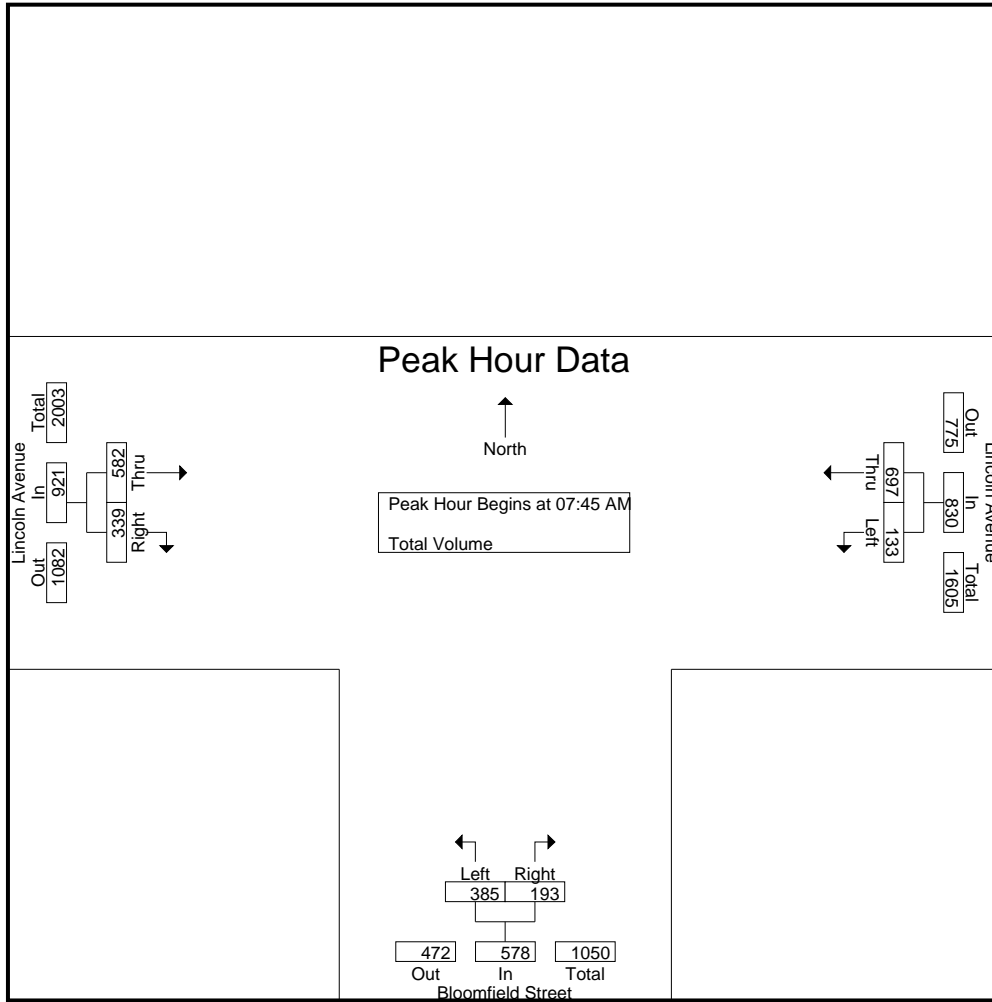 Peak Hour Data
North
Peak Hour Begins at 07:45 AM
Total Volume
Lincoln Avenue
Total
2003
In
921
Out
1082
582
Thru
339
Right
Lincoln Avenue
Out
775
In
830
Total
1605
697
Thru
133
Left
Left Right
385 193
472 578 1050
Out In Total
Bloomfield Street